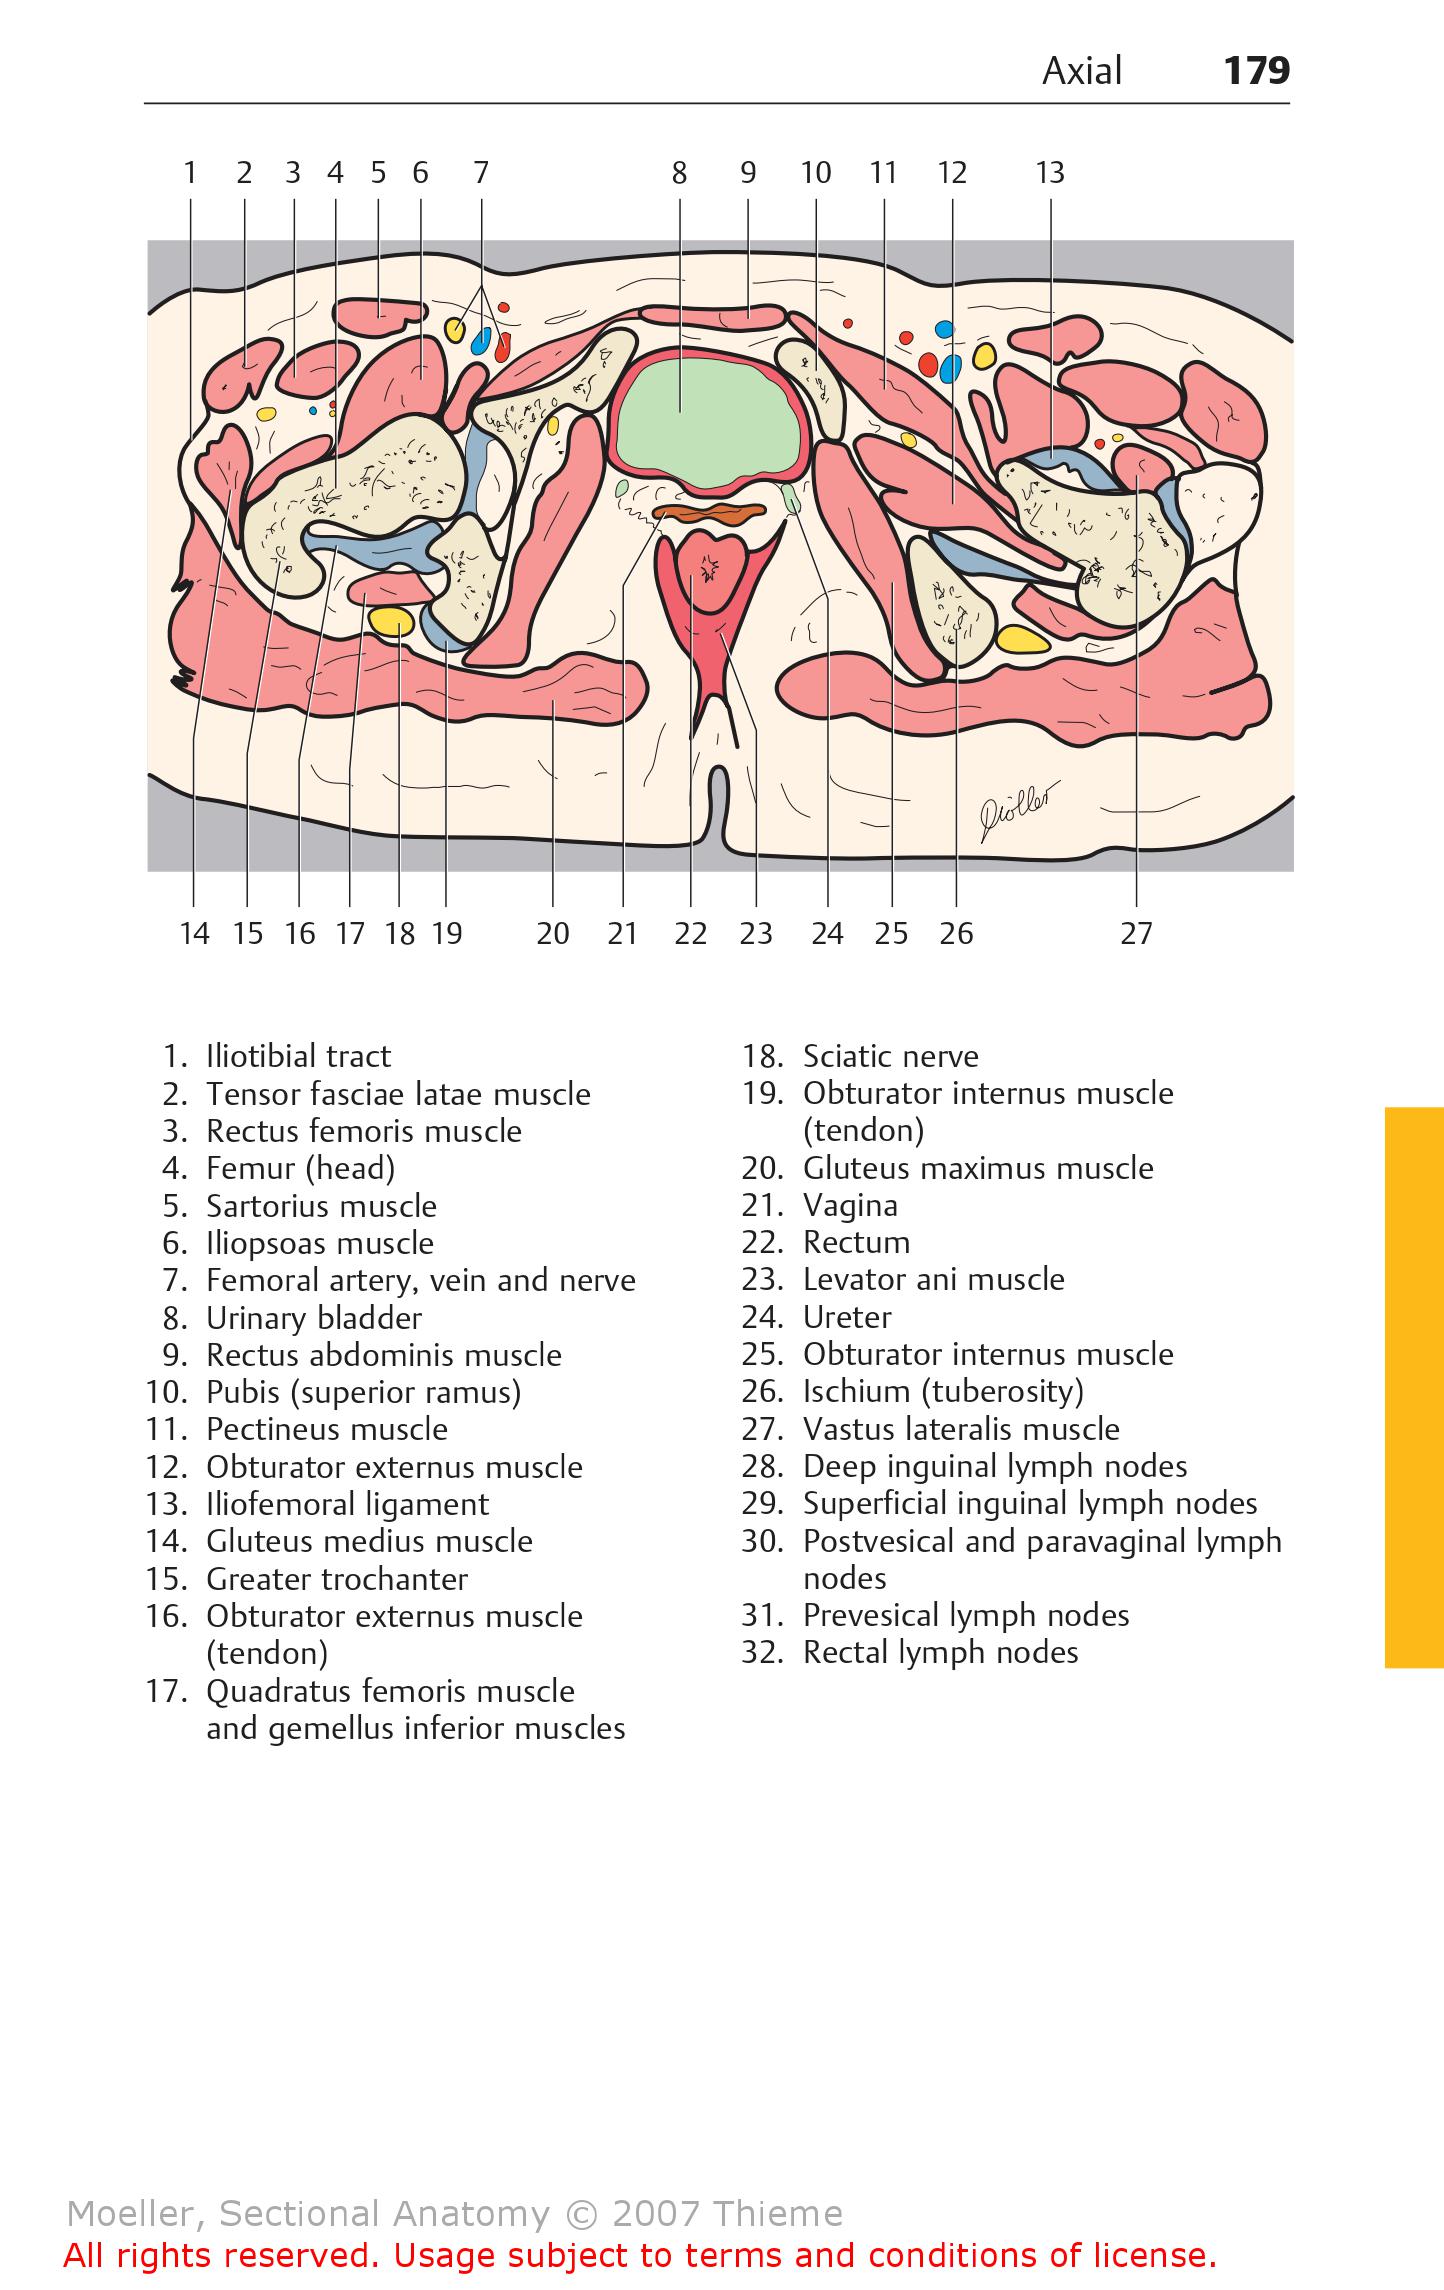 Axial 179
1 2 3 4 5 6 7 8 9 10 11 12 13
14 15 16 17 18 19 20 21 22 23 24 25 26 27
1. Iliotibial tract
2. Tensor fasciae latae muscle
3. Rectus femoris muscle
4. Femur (head)
5. Sartorius muscle
6. Iliopsoas muscle
7. Femoral artery, vein and nerve
8. Urinary bladder
9. Rectus abdominis muscle
10. Pubis (superior ramus)
11. Pectineus muscle
12. Obturator externus muscle
13. Iliofemoral ligament
14. Gluteus medius muscle
15. Greater trochanter
16. Obturator externus muscle
(tendon)
17. Quadratus femoris muscle
and gemellus inferior muscles
18. Sciatic nerve
19. Obturator internus muscle
(tendon)
20. Gluteus maximus muscle
21. Vagina
22. Rectum
23. Levator ani muscle
24. Ureter
25. Obturator internus muscle
26. Ischium (tuberosity)
27. Vastus lateralis muscle
28. Deep inguinal lymph nodes
29. Superficial inguinal lymph nodes
30. Postvesical and paravaginal lymph
nodes
31. Prevesical lymph nodes
32. Rectal lymph nodes
Moeller, Sectional Anatomy © 2007 Thieme
All rights reserved. Usage subject to terms and conditions of license.